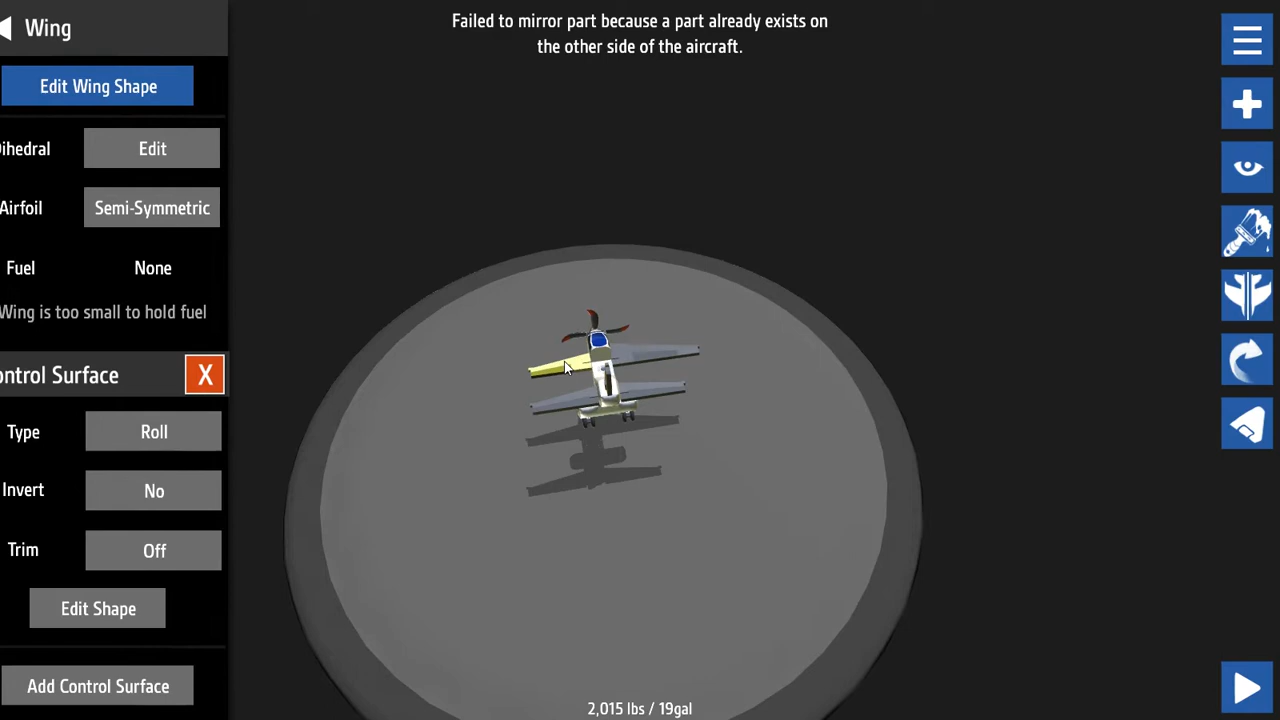 Wing
Failed to mirror part because a part already exists on
the other side of the aircraft.
Edit Wing Shape
ihedral Edit
Airfoil Semi-Symmetric
Fuel None
Wing is too small to hold fuel
ontrol Surface X
Type Roll
Invert No
Trim Off
Edit Shape
Add Control Surface
2,015 lbs / 19gal